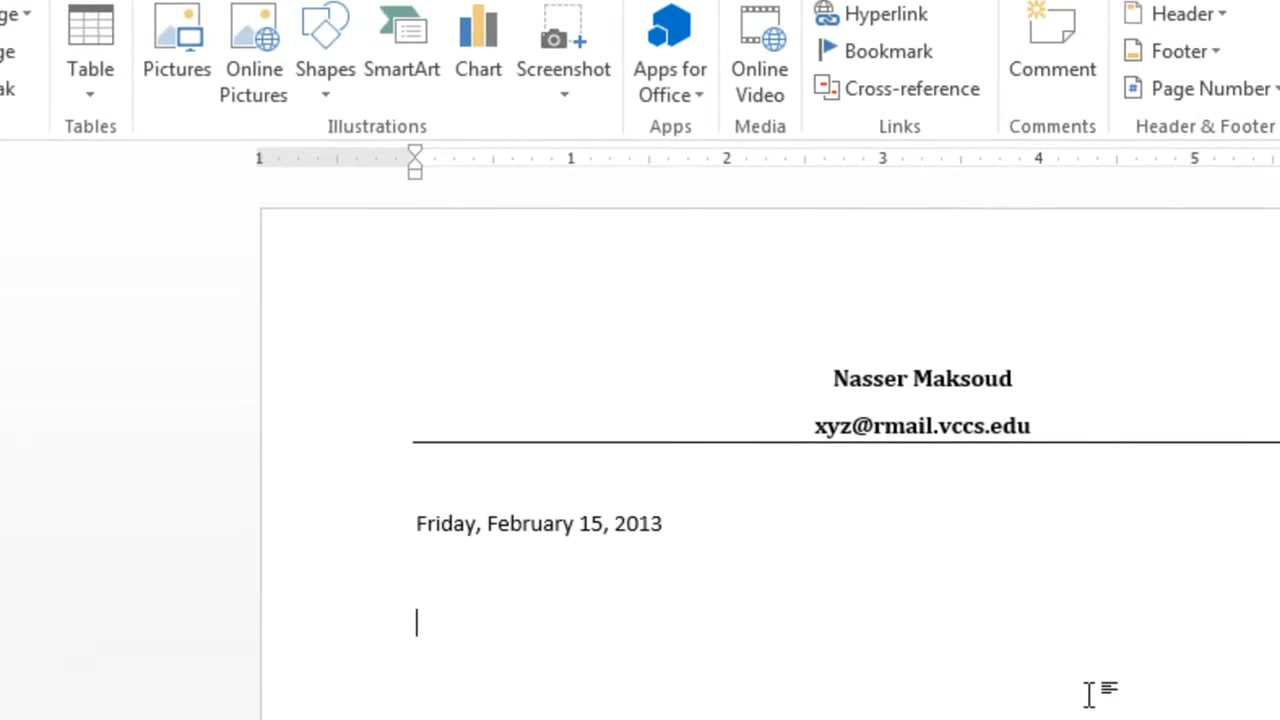 ge
Header
Hyperlink
ge
Bookmark
Footer
Table
Pictures
Online Pictures
Shapes
SmartArt
Chart
Screenshot
Apps for Office
Online Video
Comment
ak
Cross-reference
Page Number
Tables
Illustrations
Apps
Media
Links
Comments
Header & Footer
1 1 2 3 4 5
Nasser Maksoud
xyz@rmail.vccs.edu
Friday, February 15, 2013